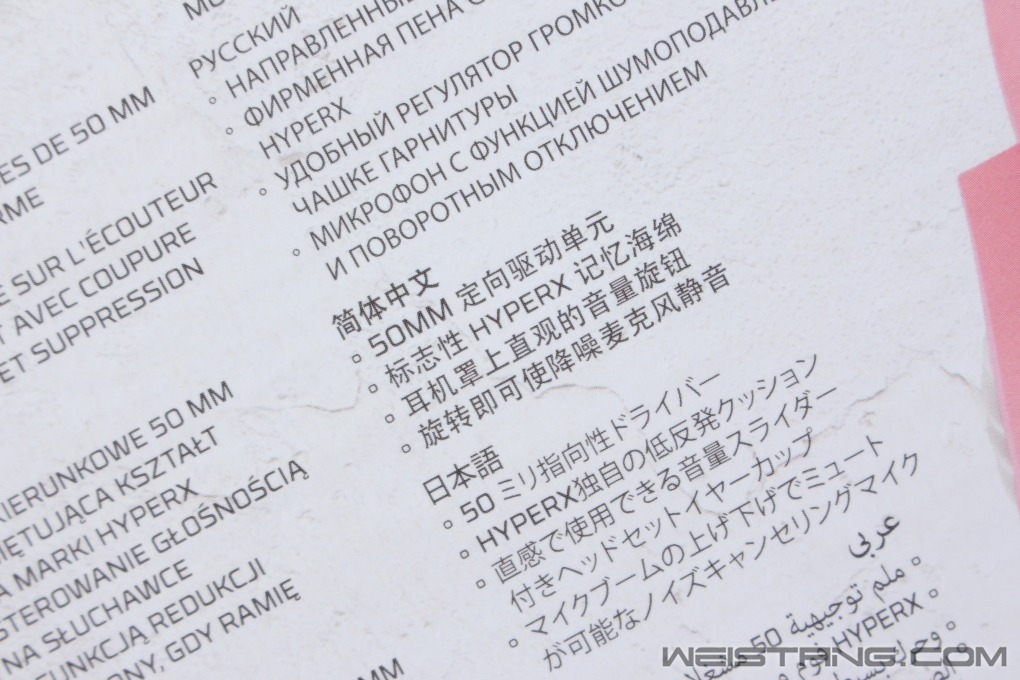 ES DE 50 MM
RME
SUR L'ÉCOUTEUR
AVEC COUPURE
ET SUPPRESSION
KIERUNKOWE 50 MM
KSZTAŁT
MARKI HYPERX
STEROWANIE GŁOŚNOŚCIĄ
NA SŁUCHAWCE
FUNKCJĄ REDUKCJI
GDY RAMIĘ
MM
РУССКИЙ
° НАПРАВЛЕННЫ
° ФИРМЕННАЯ ПЕНА
HYPERX
° УДОБНЫЙ РЕГУЛЯТОР ГРОМКО
ЧАШКЕ ГАРНИТУРЫ
° МИКРОФОН С ФУНКЦИЕЙ ШУМОПОДАВЛ
И ПОВОРОТНЫМ ОТКЛЮЧЕНИЕМ
简体中文
° 50MM 定向驱动单元
° 标志性 HYPERX 记忆海绵
° 耳机罩上直观的音量旋钮
° 旋转即可使降噪麦克风静音
日本語
° 50 ミリ指向性ドライバー
° HYPERX独自の低反発クッション
° 直感で使用できる音量スライダー
付きヘッドセットイヤーカップ
° マイクブームの上げ下げでミュート
が可能なノイズキャンセリングマイク
عربي
° ملم توجيهية 50
° HYPERX فوم
WEISTANG.COM